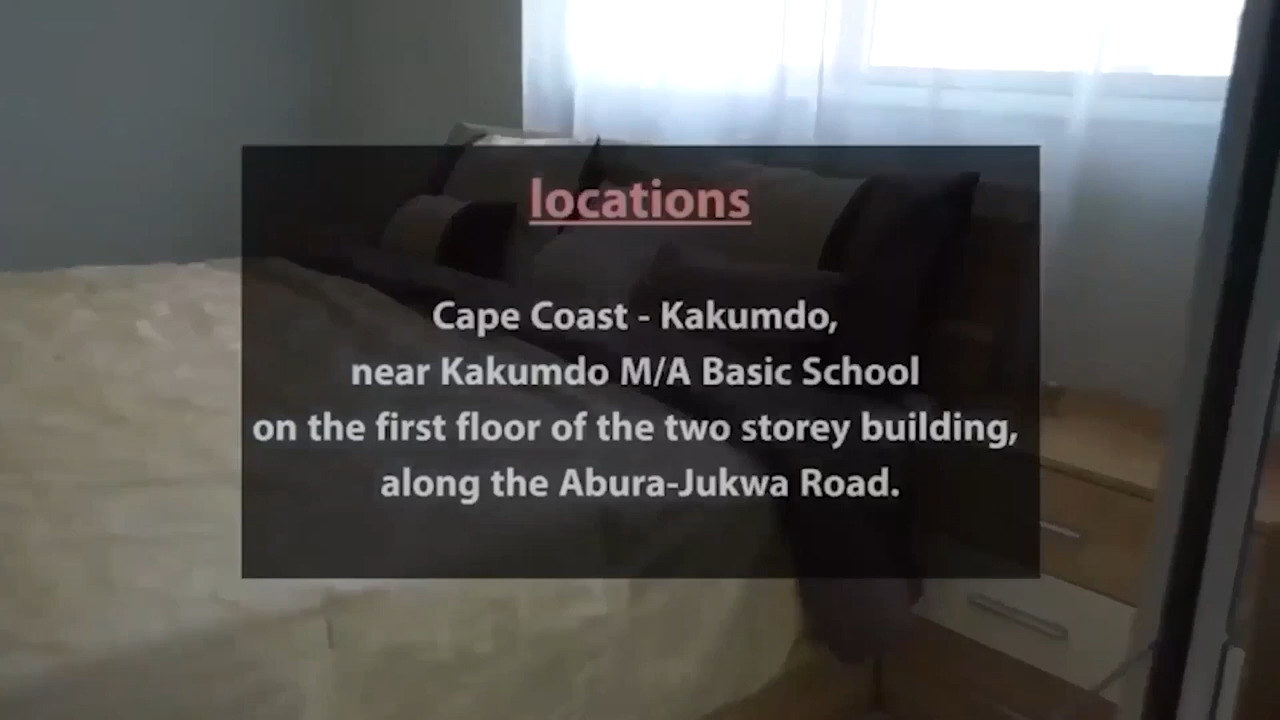 locations
Cape Coast - Kakumdo,
near Kakumdo M/A Basic School
on the first floor of the two storey building,
along the Abura-Jukwa Road.